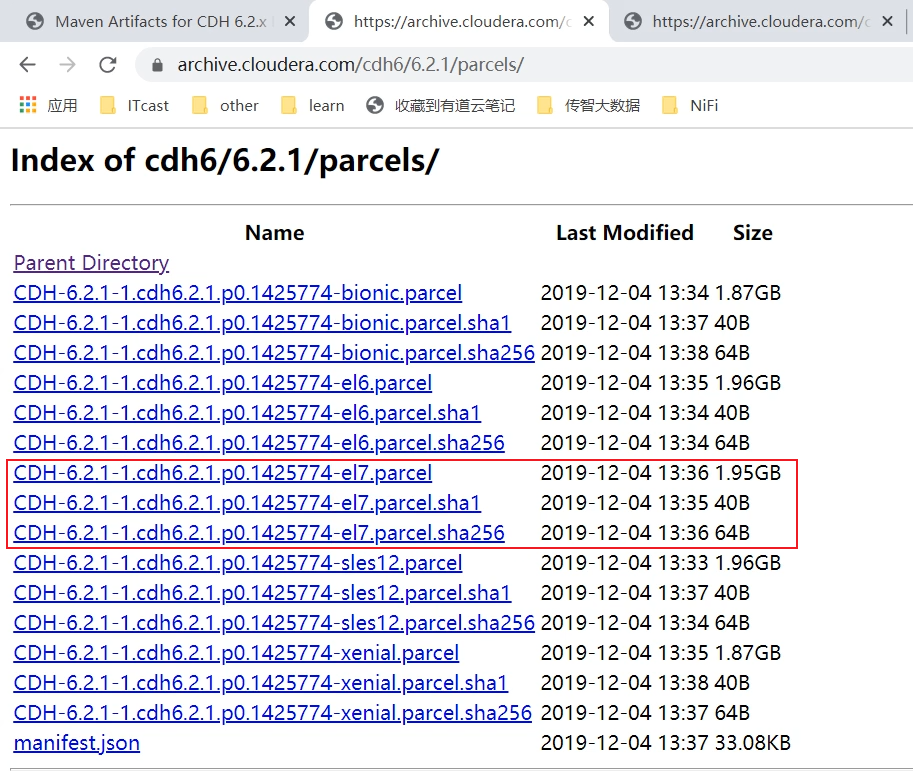 Maven Artifacts for CDH 6.2.x
https://archive.cloudera.com/c
https://archive.cloudera.com/c
archive.cloudera.com/cdh6/6.2.1/parcels/
应用 ITcast other learn 收藏到有道云笔记 传智大数据 NiFi
Index of cdh6/6.2.1/parcels/
Name Last Modified Size
Parent Directory
CDH-6.2.1-1.cdh6.2.1.p0.1425774-bionic.parcel 2019-12-04 13:34 1.87GB
CDH-6.2.1-1.cdh6.2.1.p0.1425774-bionic.parcel.sha1 2019-12-04 13:37 40B
CDH-6.2.1-1.cdh6.2.1.p0.1425774-bionic.parcel.sha256 2019-12-04 13:38 64B
CDH-6.2.1-1.cdh6.2.1.p0.1425774-el6.parcel 2019-12-04 13:35 1.96GB
CDH-6.2.1-1.cdh6.2.1.p0.1425774-el6.parcel.sha1 2019-12-04 13:34 40B
CDH-6.2.1-1.cdh6.2.1.p0.1425774-el6.parcel.sha256 2019-12-04 13:34 64B
CDH-6.2.1-1.cdh6.2.1.p0.1425774-el7.parcel 2019-12-04 13:36 1.95GB
CDH-6.2.1-1.cdh6.2.1.p0.1425774-el7.parcel.sha1 2019-12-04 13:35 40B
CDH-6.2.1-1.cdh6.2.1.p0.1425774-el7.parcel.sha256 2019-12-04 13:36 64B
CDH-6.2.1-1.cdh6.2.1.p0.1425774-sles12.parcel 2019-12-04 13:33 1.96GB
CDH-6.2.1-1.cdh6.2.1.p0.1425774-sles12.parcel.sha1 2019-12-04 13:37 40B
CDH-6.2.1-1.cdh6.2.1.p0.1425774-sles12.parcel.sha256 2019-12-04 13:34 64B
CDH-6.2.1-1.cdh6.2.1.p0.1425774-xenial.parcel 2019-12-04 13:35 1.87GB
CDH-6.2.1-1.cdh6.2.1.p0.1425774-xenial.parcel.sha1 2019-12-04 13:38 40B
CDH-6.2.1-1.cdh6.2.1.p0.1425774-xenial.parcel.sha256 2019-12-04 13:37 64B
manifest.json 2019-12-04 13:37 33.08KB